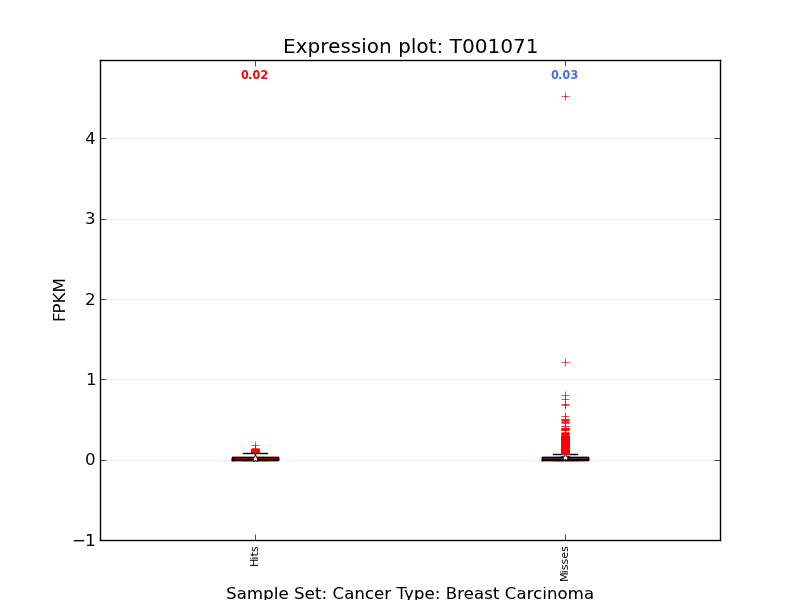 Expression plot: T001071
0.02
0.03
4
3
2
1
0
−1
FPKM
Hits
Misses
Sample Set: Cancer Type: Breast Carcinoma